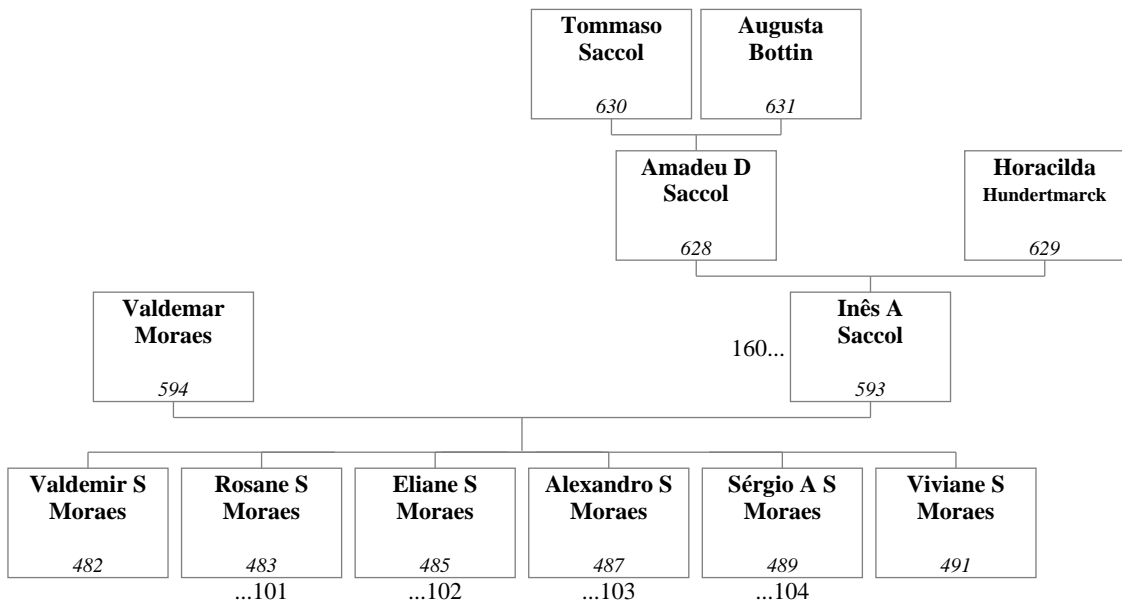 Tommaso
Saccol
630
Augusta
Bottin
631
Amadeu D
Saccol
628
Horacilda
Hundertmarck
629
Valdemar
Moraes
594
160...
Inês A
Saccol
593
Valdemir S
Moraes
482
Rosane S
Moraes
483
...101
Eliane S
Moraes
485
...102
Alexandro S
Moraes
487
...103
Sérgio A S
Moraes
489
...104
Viviane S
Moraes
491